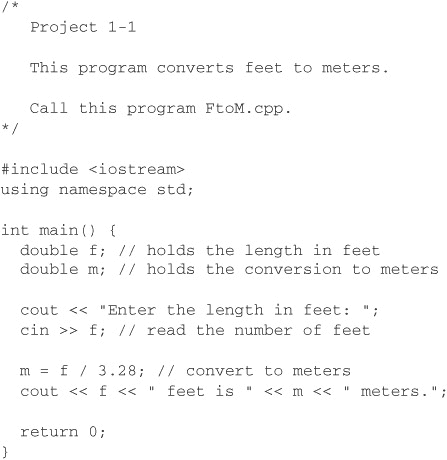 /*
   Project 1-1

   This program converts feet to meters.

   Call this program FtoM.cpp.
*/

#include <iostream>
using namespace std;

int main() {
  double f; // holds the length in feet
  double m; // holds the conversion to meters

  cout << "Enter the length in feet: ";
  cin >> f; // read the number of feet

  m = f / 3.28; // convert to meters
  cout << f << " feet is " << m << " meters.";

  return 0;
}